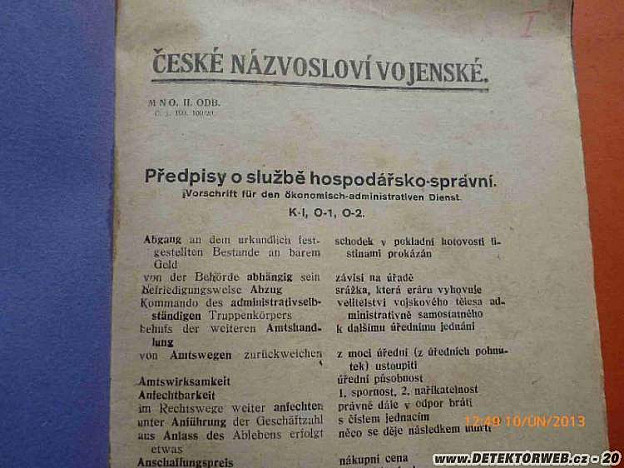 I
ČESKÉ NÁZVOSLOVÍ VOJENSKÉ.
MNO. II. ODB.
Předpisy o službě hospodářsko-správní.
(Vorschrift für den ökonomisch-administrativen Dienst.
K-I, O-1, O-2.
Abgang an dem urkundlich fest- schodek v pokladní hotovosti li-
gestellten Bestande an barem stinami prokázán
Geld
von der Behörde abhängig sein závisí na úřadě
befriedigungsweise Abzug srážka, která eráru vyhovuje
Kommando des administrativselb- velitelství vojskového tělesa ad-
ständigen Truppenkörpers ministrativně samostatného
behufs der weiteren Amtshand- k dalšímu úřednímu jednání
lung
von Amtswegen zurückweichen z moci úřední (z úředních pohnu-
tek) ustoupiti
Amtswirksamkeit úřední působnost
Anfechtbarkeit 1. spornost, 2. naříkatelnost
im Rechtswege weiter anfechten právně dále v odpor bráti
unter Anführung der Geschäftzahl s číslem jednacím
aus Anlass des Ablebens erfolgt něco se děje následkem úmrtí
etwas
Anschaffungspreis nákupní cena
12:49 10/ÚN/2013
www.DETEKTORWEB.cz - 20